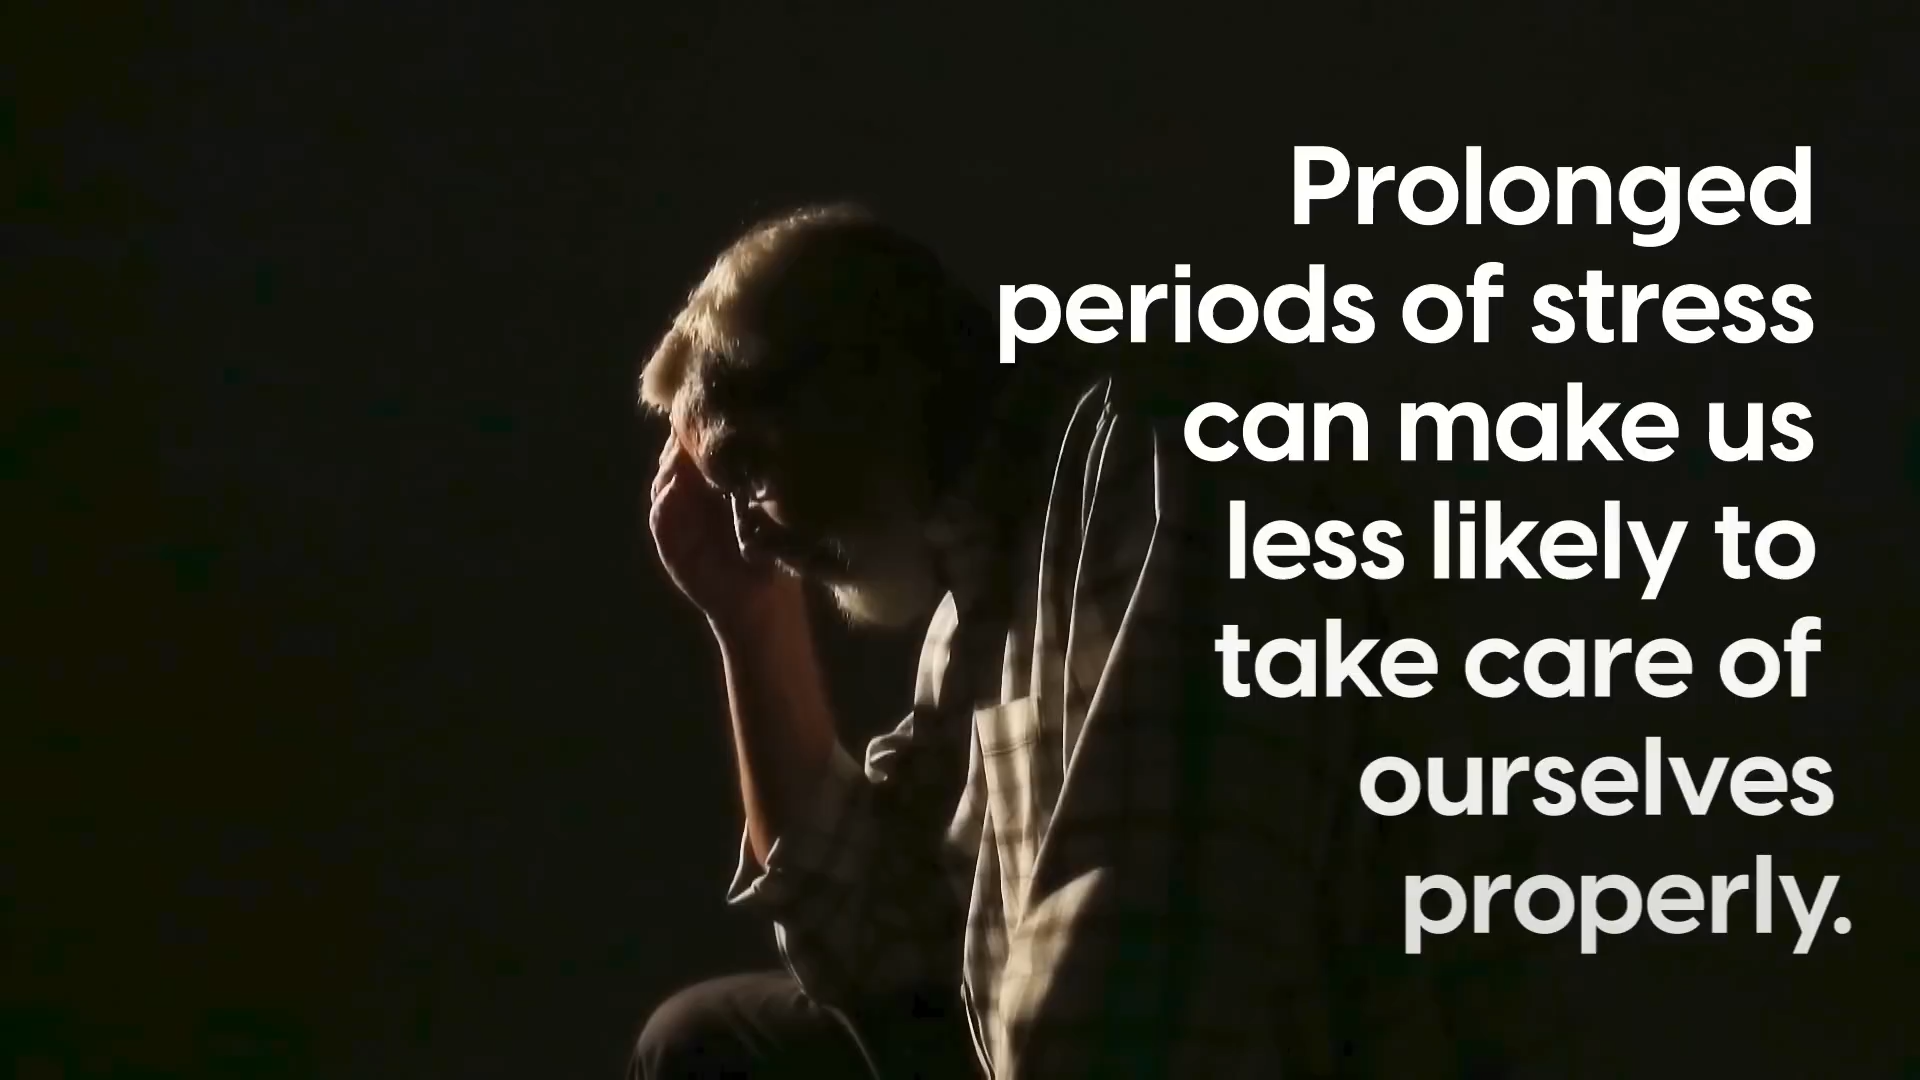 Prolonged
periods of stress
can make us
less likely to
take care of
ourselves
properly.